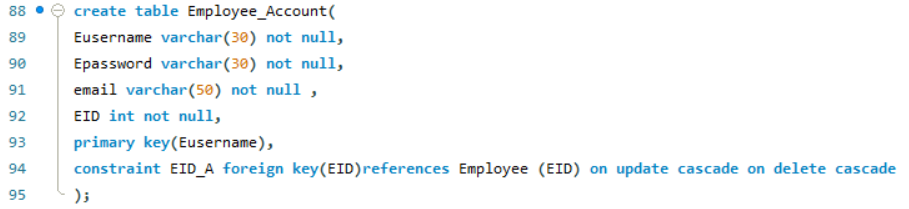 88 create table Employee_Account(
89 Eusername varchar(30) not null,
90 Epassword varchar(30) not null,
91 email varchar(50) not null ,
92 EID int not null,
93 primary key(Eusername),
94 constraint EID_A foreign key(EID)references Employee (EID) on update cascade on delete cascade
95 );